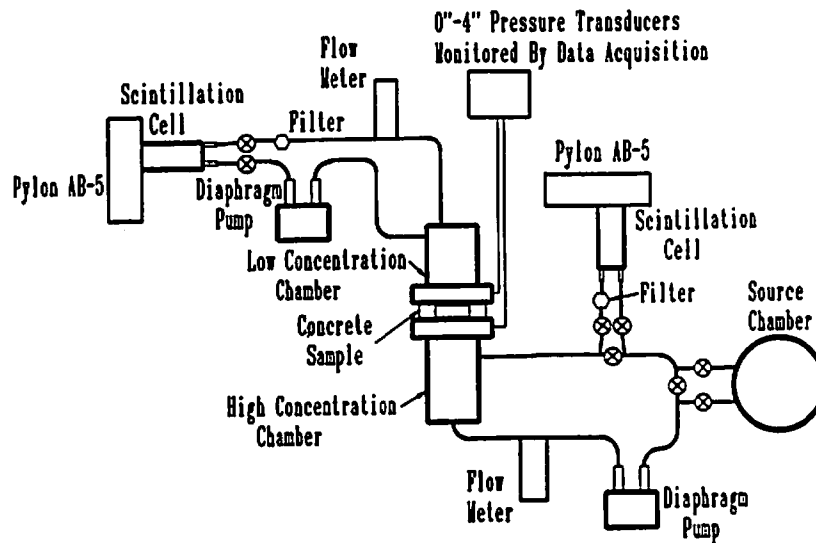 0"-4" Pressure Transducers
Monitored By Data Acquisition
Flow
Meter
Scintillation
Cell
Filter
Pylon AB-5
Diaphragm
Pump
Pylon AB-5
Scintillation
Cell
Low Concentration
Chamber
Filter
Source
Chamber
Concrete
Sample
High Concentration
Chamber
Flow
Meter
Diaphragm
Pump